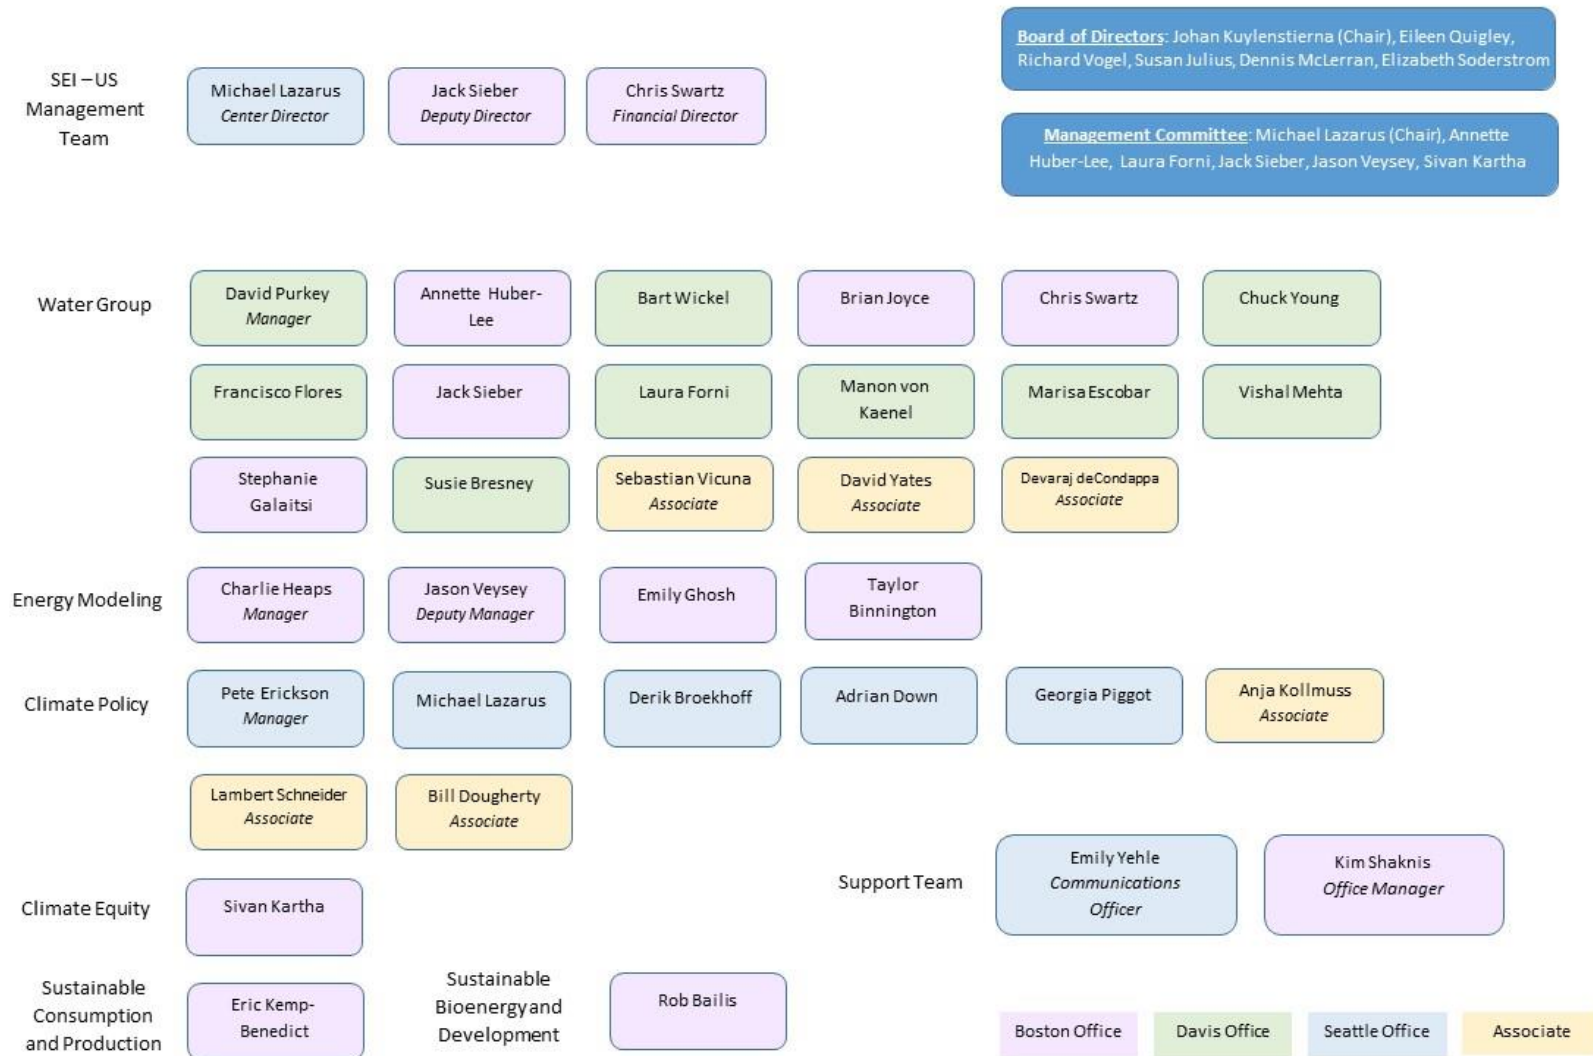 SEI – US
Management
Team
Michael Lazarus
Center Director
Jack Sieber
Deputy Director
Chris Swartz
Financial Director
Board of Directors: Johan Kuylenstierna (Chair), Eileen Quigley,
Richard Vogel, Susan Julius, Dennis McLerran, Elizabeth Soderstrom
Management Committee: Michael Lazarus (Chair), Annette
Huber-Lee, Laura Forni, Jack Sieber, Jason Veysey, Sivan Kartha
Water Group
David Purkey
Manager
Annette Huber-
Lee
Bart Wickel
Brian Joyce
Chris Swartz
Chuck Young
Francisco Flores
Jack Sieber
Laura Forni
Manon von
Kaenel
Marisa Escobar
Vishal Mehta
Stephanie
Galaitsi
Susie Bresney
Sebastian Vicuna
Associate
David Yates
Associate
Devaraj deCondappa
Associate
Energy Modeling
Charlie Heaps
Manager
Jason Veysey
Deputy Manager
Emily Ghosh
Taylor
Binnington
Climate Policy
Pete Erickson
Manager
Michael Lazarus
Derik Broekhoff
Adrian Down
Georgia Piggot
Anja Kollmuss
Associate
Lambert Schneider
Associate
Bill Dougherty
Associate
Support Team
Emily Yehle
Communications
Officer
Kim Shaknis
Office Manager
Climate Equity
Sivan Kartha
Sustainable
Consumption
and Production
Eric Kemp-
Benedict
Sustainable
Bioenergy and
Development
Rob Bailis
Boston Office
Davis Office
Seattle Office
Associate